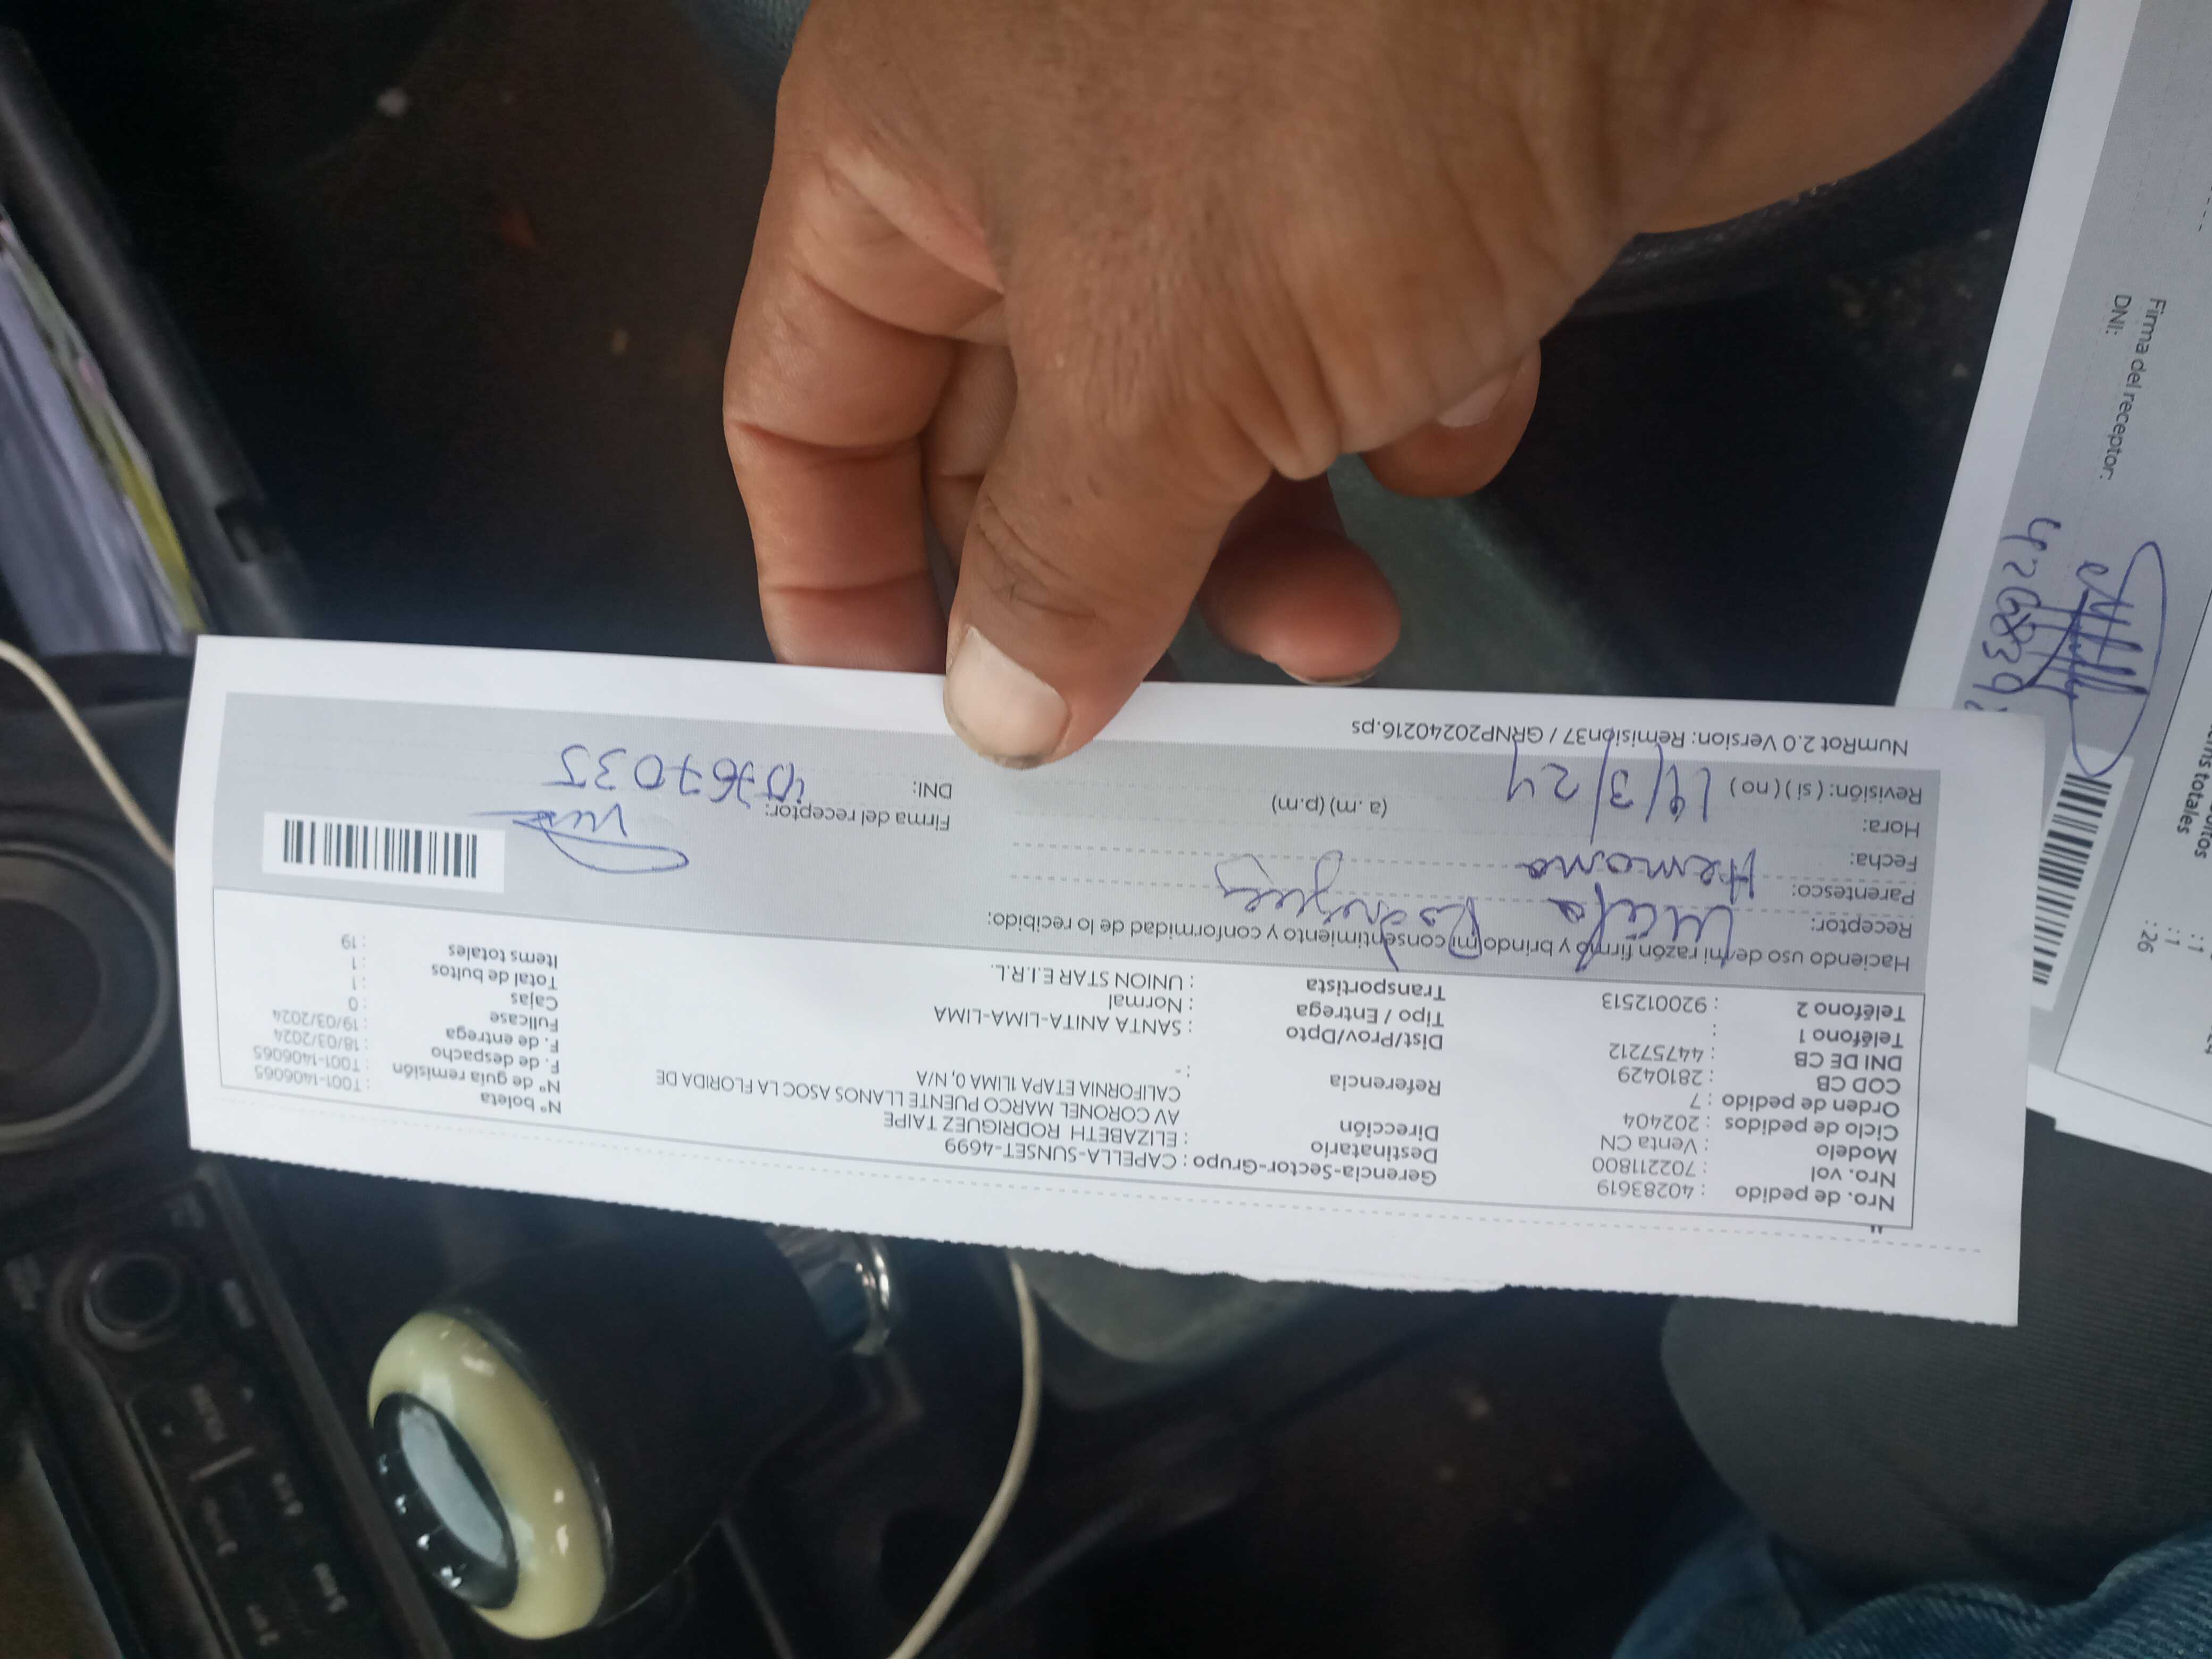 Nro. de pedido : 40283619
Nro. vol : 702211800
Modelo : Venta CN
Ciclo de pedidos : 202404
Orden de pedido : 7
COD CB : 2810429
DNI DE CB : 44757212
Teléfono 1 :
Teléfono 2 : 920012513
Gerencia-Sector-Grupo : CAPELLA-SUNSET-4699
Destinatario : ELIZABETH RODRIGUEZ TAIPE
Dirección AV CORONEL MARCO PUENTE LLANOS ASOC LA FLORIDA DE
CALIFORNIA ETAPA 1LIMA 0, N/A
Referencia : -
Dist/Prov/Dpto : SANTA ANITA-LIMA-LIMA
Tipo / Entrega : Normal
Transportista : UNION STAR E.I.R.L.
N° boleta : T001-1406065
N° de guía remisión : T001-1406065
F. de despacho : 18/03/2024
F. de entrega : 19/03/2024
Fullcase : 0
Cajas : 1
Total de bultos : 1
Items totales : 19
Haciendo uso de mi razón firmo y brindo mi consentimiento y conformidad de lo recibido:
Receptor: Rodriguez
Parentesco: Hermana
Fecha: 19/3/24
Hora: (a. m) (p.m)
Revisión: ( si ) ( no )
Firma del receptor:
DNI:
NumRot 2.0 Version: Remision37 / GRNP20240216.ps
Firma del receptor:
DNI:
totales
: 1
: 1
: 26